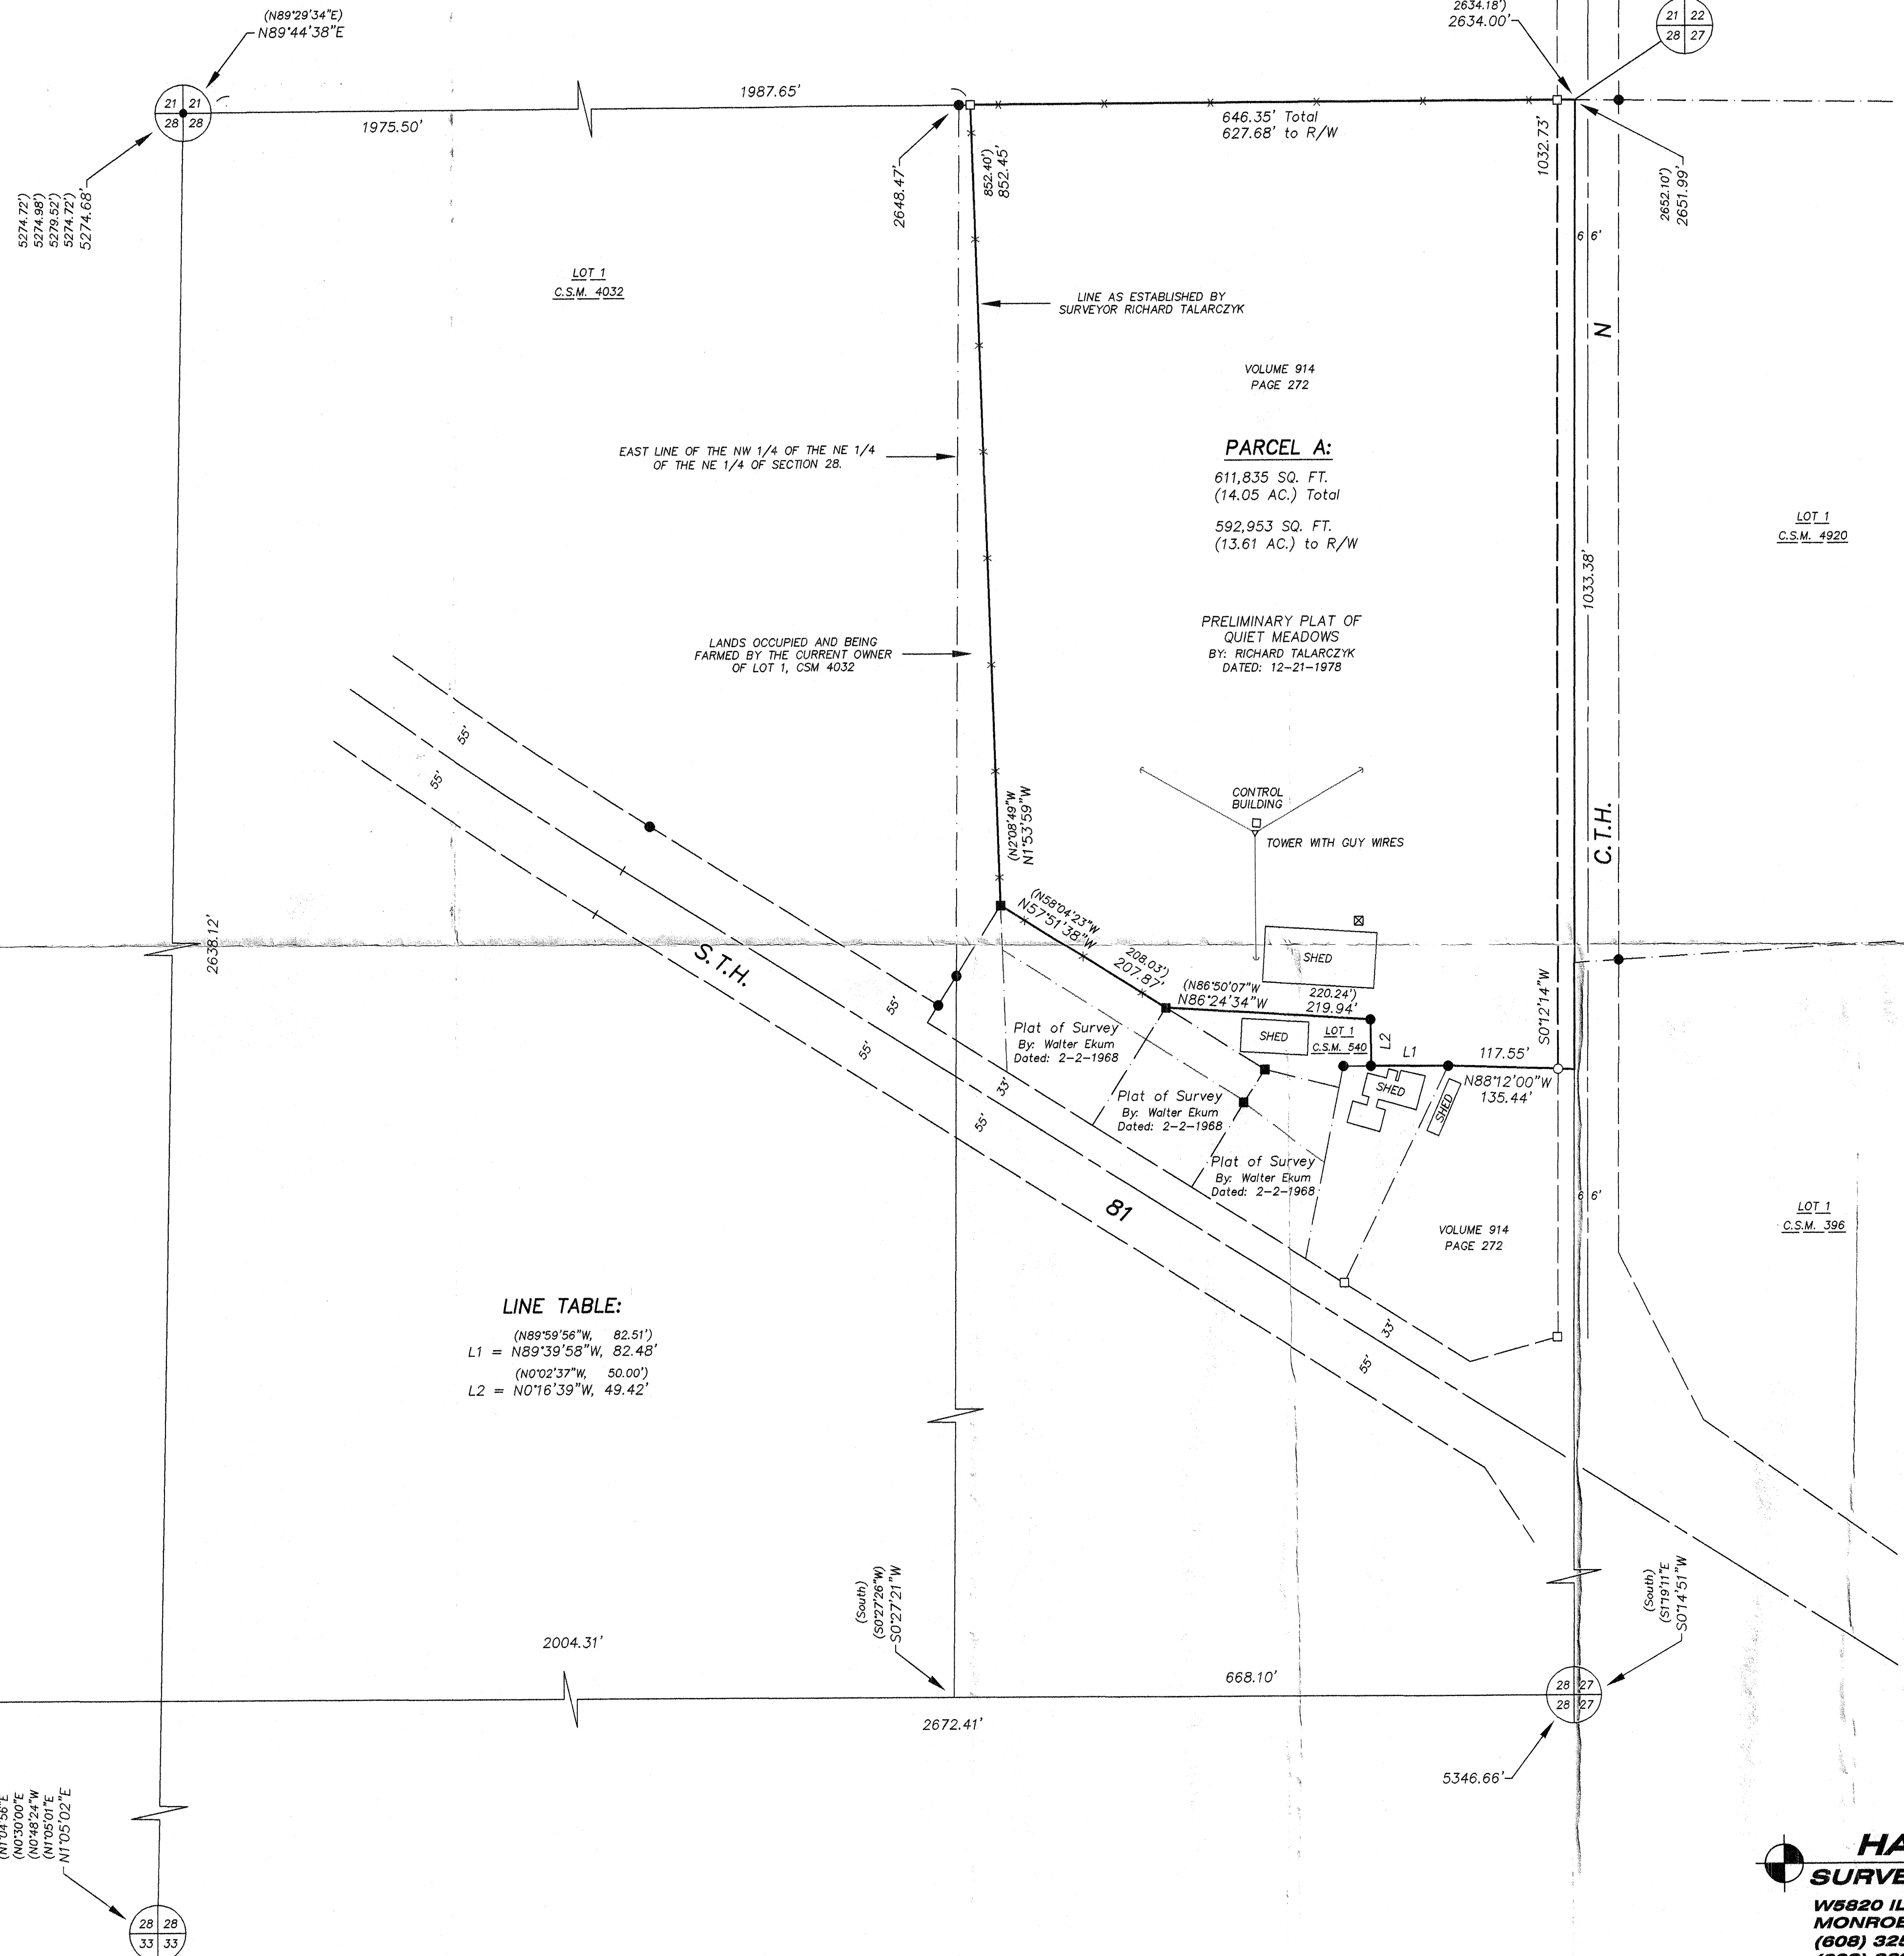 (N89°29'34"E)
N89°44'38"E
2634.18')
2634.00'
21 22
28 27
21 21
28 28
1975.50'
1987.65'
646.35' Total
627.68' to R/W
5274.72')
5274.98')
5279.52')
5274.72')
5274.68'
2648.47'
852.40')
852.45'
1032.73'
2652.10')
2651.99'
66'
LOT 1
C.S.M. 4032
LINE AS ESTABLISHED BY
SURVEYOR RICHARD TALARCZYK
N
VOLUME 914
PAGE 272
EAST LINE OF THE NW 1/4 OF THE NE 1/4
OF THE NE 1/4 OF SECTION 28.
PARCEL A:
611,835 SQ. FT.
(14.05 AC.) Total
592,953 SQ. FT.
(13.61 AC.) to R/W
LOT 1
C.S.M. 4920
1033.38'
LANDS OCCUPIED AND BEING
FARMED BY THE CURRENT OWNER
OF LOT 1, CSM 4032
PRELIMINARY PLAT OF
QUIET MEADOWS
BY: RICHARD TALARCZYK
DATED: 12-21-1978
55'
55'
CONTROL
BUILDING
TOWER WITH GUY WIRES
C.T.H.
(N2°08'49"W
N1°53'59"W
(N58°04'23"W
N57°51'38"W
208.03')
207.87'
2638.12'
S.T.H.
SHED
(N86°50'07"W 220.24')
N86°24'34"W 219.94'
S0°12'14"W
55'
55'
Plat of Survey
By: Walter Ekum
Dated: 2-2-1968
SHED
LOT 1
C.S.M. 540
L2
L1
117.55'
N88°12'00"W
135.44'
33'
55'
SHED
SHED
Plat of Survey
By: Walter Ekum
Dated: 2-2-1968
Plat of Survey
By: Walter Ekum
Dated: 2-2-1968
81
66'
LOT 1
C.S.M. 396
VOLUME 914
PAGE 272
LINE TABLE:
(N89°59'56"W, 82.51')
L1 = N89°39'58"W, 82.48'
(N0°02'37"W, 50.00')
L2 = N0°16'39"W, 49.42'
33'
55'
(South)
(S0°27'26"W)
S0°27'21"W
(South)
(S1°19'11"E
S0°14'51"W
2004.31'
668.10'
28 27
28 27
2672.41'
5346.66'
(N1°04'56"E
(N0°30'00"E
(N0°48'24"W
(N1°05'01"E
N1°05'02"E
28 28
33 33
HA
SURVE
W5820 IL
MONROE
(608) 325